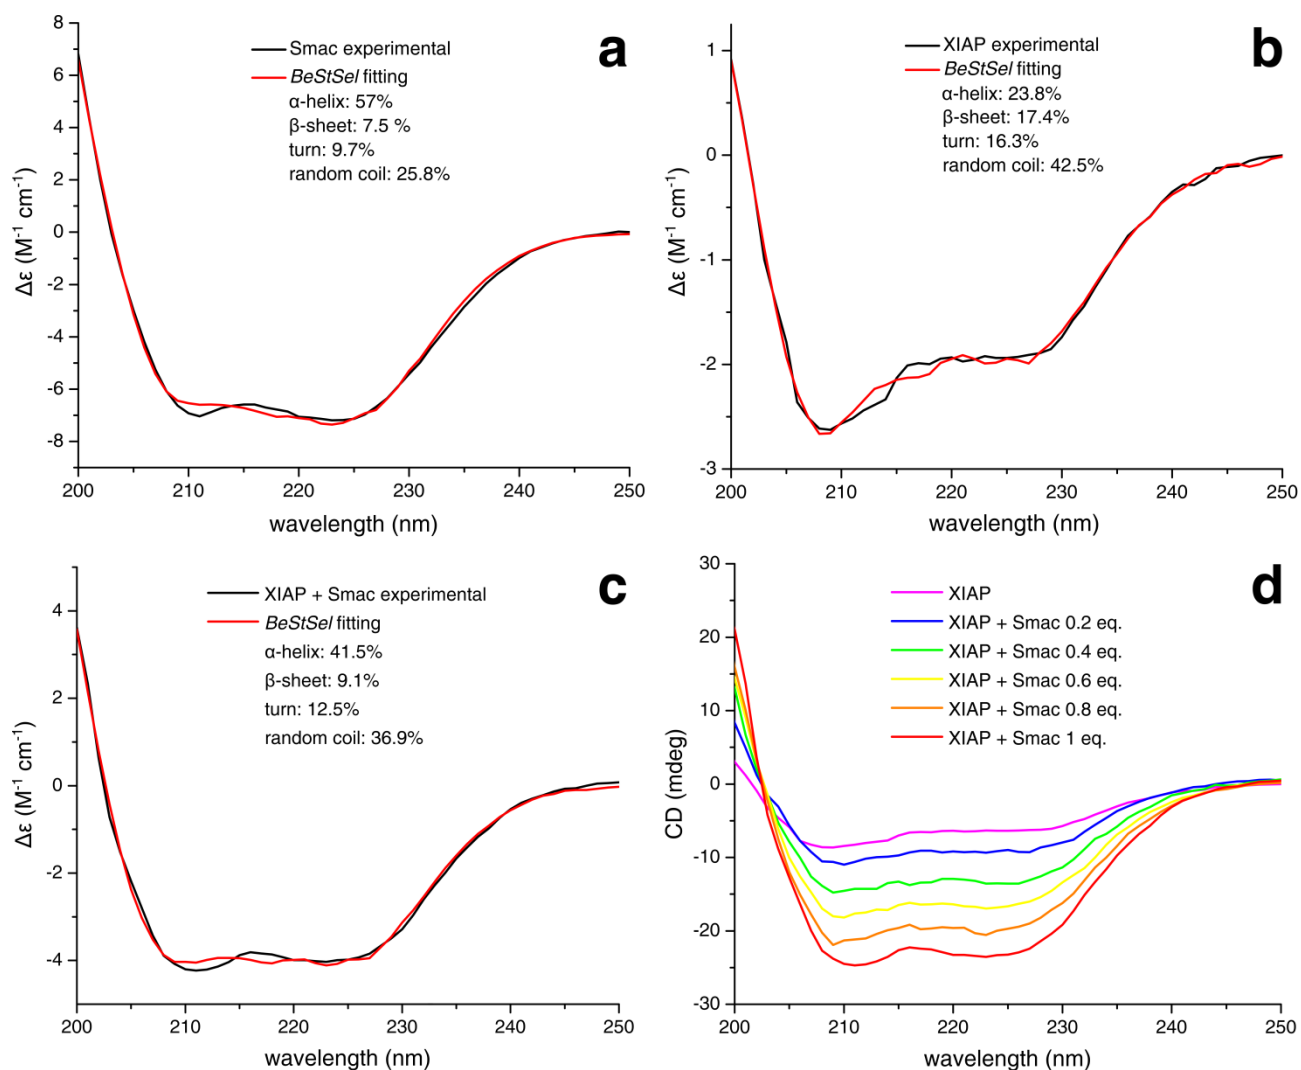 a
Smac experimental
BeStSel fitting
α-helix: 57%
β-sheet: 7.5 %
turn: 9.7%
random coil: 25.8%
8
6
4
2
0
-2
-4
-6
-8
Δε (M⁻¹ cm⁻¹)
200
210
220
230
240
250
wavelength (nm)
b
XIAP experimental
BeStSel fitting
α-helix: 23.8%
β-sheet: 17.4%
turn: 16.3%
random coil: 42.5%
1
0
-1
-2
-3
Δε (M⁻¹ cm⁻¹)
200
210
220
230
240
250
wavelength (nm)
c
XIAP + Smac experimental
BeStSel fitting
α-helix: 41.5%
β-sheet: 9.1%
turn: 12.5%
random coil: 36.9%
4
2
0
-2
-4
Δε (M⁻¹ cm⁻¹)
200
210
220
230
240
250
wavelength (nm)
d
XIAP
XIAP + Smac 0.2 eq.
XIAP + Smac 0.4 eq.
XIAP + Smac 0.6 eq.
XIAP + Smac 0.8 eq.
XIAP + Smac 1 eq.
30
20
10
0
-10
-20
-30
CD (mdeg)
200
210
220
230
240
250
wavelength (nm)